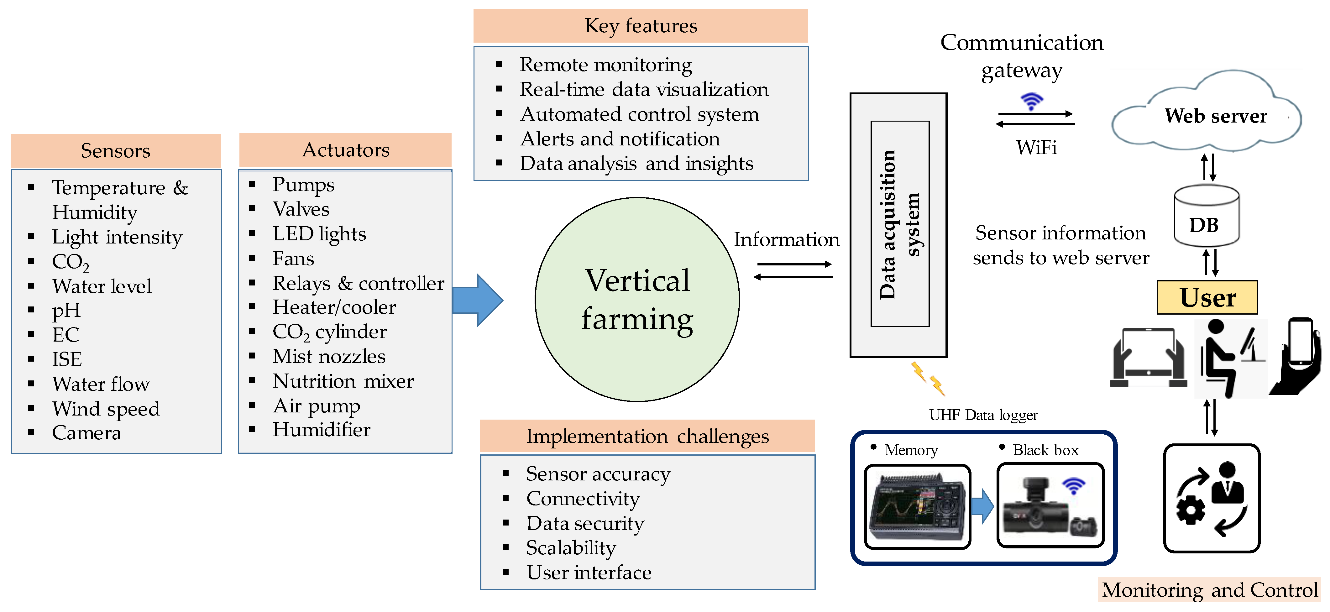 Sensors
Temperature &
Humidity
Light intensity
CO₂
Water level
pH
EC
ISE
Water flow
Wind speed
Camera
Actuators
Pumps
Valves
LED lights
Fans
Relays & controller
Heater/cooler
CO₂ cylinder
Mist nozzles
Nutrition mixer
Air pump
Humidifier
Key features
Remote monitoring
Real-time data visualization
Automated control system
Alerts and notification
Data analysis and insights
Vertical
farming
Implementation challenges
Sensor accuracy
Connectivity
Data security
Scalability
User interface
Information
Data acquisition
system
Communication
gateway
WiFi
Web server
DB
Sensor information
sends to web server
User
UHF Data logger
Memory
Black box
Monitoring and Control